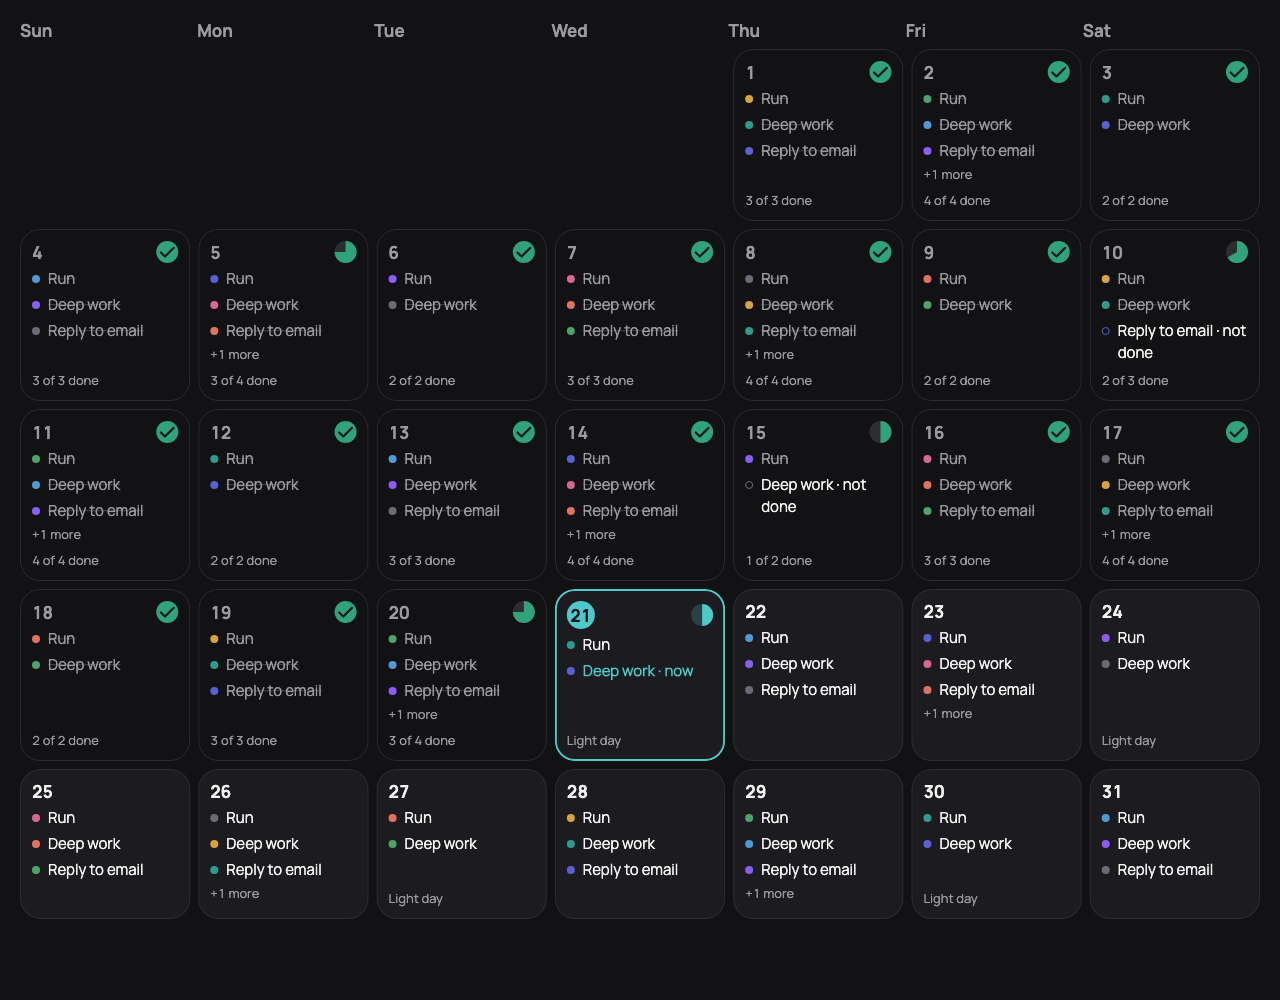 Sun Mon Tue Wed Thu Fri Sat
1
Run
Deep work
Reply to email
3 of 3 done
2
Run
Deep work
Reply to email
+1 more
4 of 4 done
3
Run
Deep work
2 of 2 done
4
Run
Deep work
Reply to email
3 of 3 done
5
Run
Deep work
Reply to email
+1 more
3 of 4 done
6
Run
Deep work
2 of 2 done
7
Run
Deep work
Reply to email
3 of 3 done
8
Run
Deep work
Reply to email
+1 more
4 of 4 done
9
Run
Deep work
2 of 2 done
10
Run
Deep work
Reply to email · not
done
2 of 3 done
11
Run
Deep work
Reply to email
+1 more
4 of 4 done
12
Run
Deep work
2 of 2 done
13
Run
Deep work
Reply to email
3 of 3 done
14
Run
Deep work
Reply to email
+1 more
4 of 4 done
15
Run
Deep work · not
done
1 of 2 done
16
Run
Deep work
Reply to email
3 of 3 done
17
Run
Deep work
Reply to email
+1 more
4 of 4 done
18
Run
Deep work
2 of 2 done
19
Run
Deep work
Reply to email
3 of 3 done
20
Run
Deep work
Reply to email
+1 more
3 of 4 done
21
Run
Deep work · now
Light day
22
Run
Deep work
Reply to email
23
Run
Deep work
Reply to email
+1 more
24
Run
Deep work
Light day
25
Run
Deep work
Reply to email
26
Run
Deep work
Reply to email
+1 more
27
Run
Deep work
Light day
28
Run
Deep work
Reply to email
29
Run
Deep work
Reply to email
+1 more
30
Run
Deep work
Light day
31
Run
Deep work
Reply to email